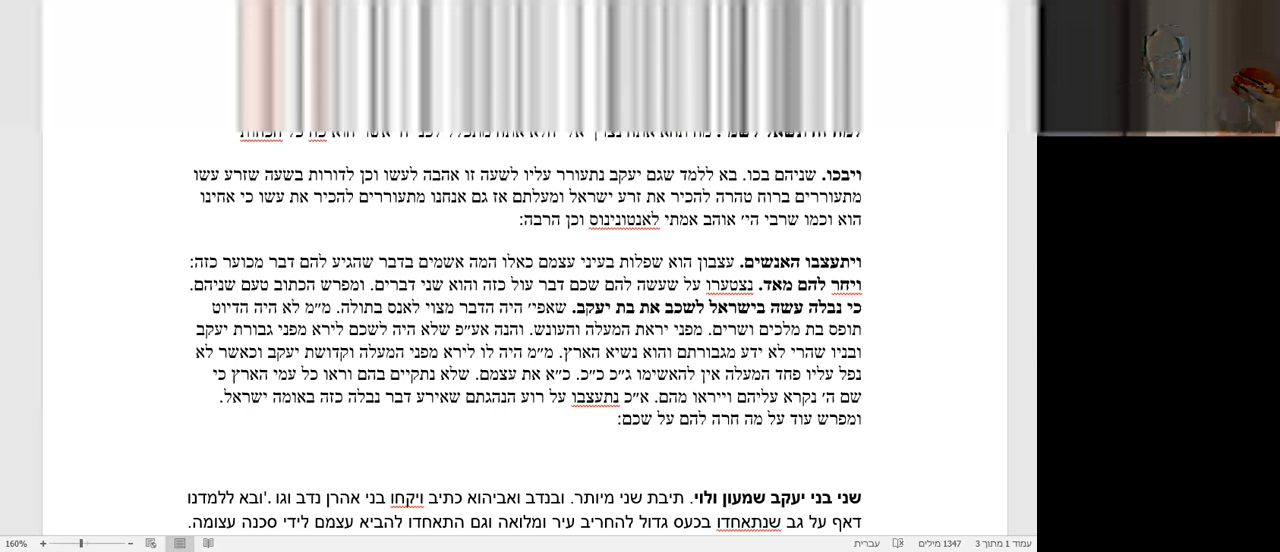 ויבכו. שניהם בכו. בא ללמד שגם יעקב נתעורר עליו לשעה זו אהבה לעשו וכן לדורות בשעה שזרע עשו
מתעוררים ברוח טהרה להכיר את זרע ישראל ומעלתם אז גם אנחנו מתעוררים להכיר את עשו כי אחינו
הוא וכמו שרבי הי׳ אוהב אמתי לאנטונינוס וכן הרבה:
ויתעצבו האנשים. עצבון הוא שפלות בעיני עצמם כאלו המה אשמים בדבר שהגיע להם דבר מכוער כזה:
ויחר להם מאד. נצטערו על שעשה להם שכם דבר עול כזה והוא שני דברים. ומפרש הכתוב טעם שניהם.
כי נבלה עשה בישראל לשכב את בת יעקב. שאפי׳ היה הדבר מצוי לאנס בתולה. מ״מ לא היה הדיוט
תופס בת מלכים ושרים. מפני יראת המעלה והעונש. והנה אע״פ שלא היה לשכם לירא מפני גבורת יעקב
ובניו שהרי לא ידע מגבורתם והוא נשיא הארץ. מ״מ היה לו לירא מפני המעלה וקדושת יעקב וכאשר לא
נפל עליו פחד המעלה אין להאשימו ג״כ כ״כ. כ״א את עצמם. שלא נתקיים בהם וראו כל עמי הארץ כי
שם ה׳ נקרא עליהם וייראו מהם. א״כ נתעצבו על רוע הנהגתם שאירע דבר נבלה כזה באומה ישראל.
ומפרש עוד על מה חרה להם על שכם:
שני בני יעקב שמעון ולוי. תיבת שני מיותר. ובנדב ואביהוא כתיב ויקחו בני אהרן נדב וגו'. ובא ללמדנו
דאף על גב שנתאחדו בכעס גדול להחריב עיר ומלואה וגם התאחדו להביא עצמם לידי סכנה עצומה.
עמוד 1 מתוך 3 1347 מילים עברית 160%